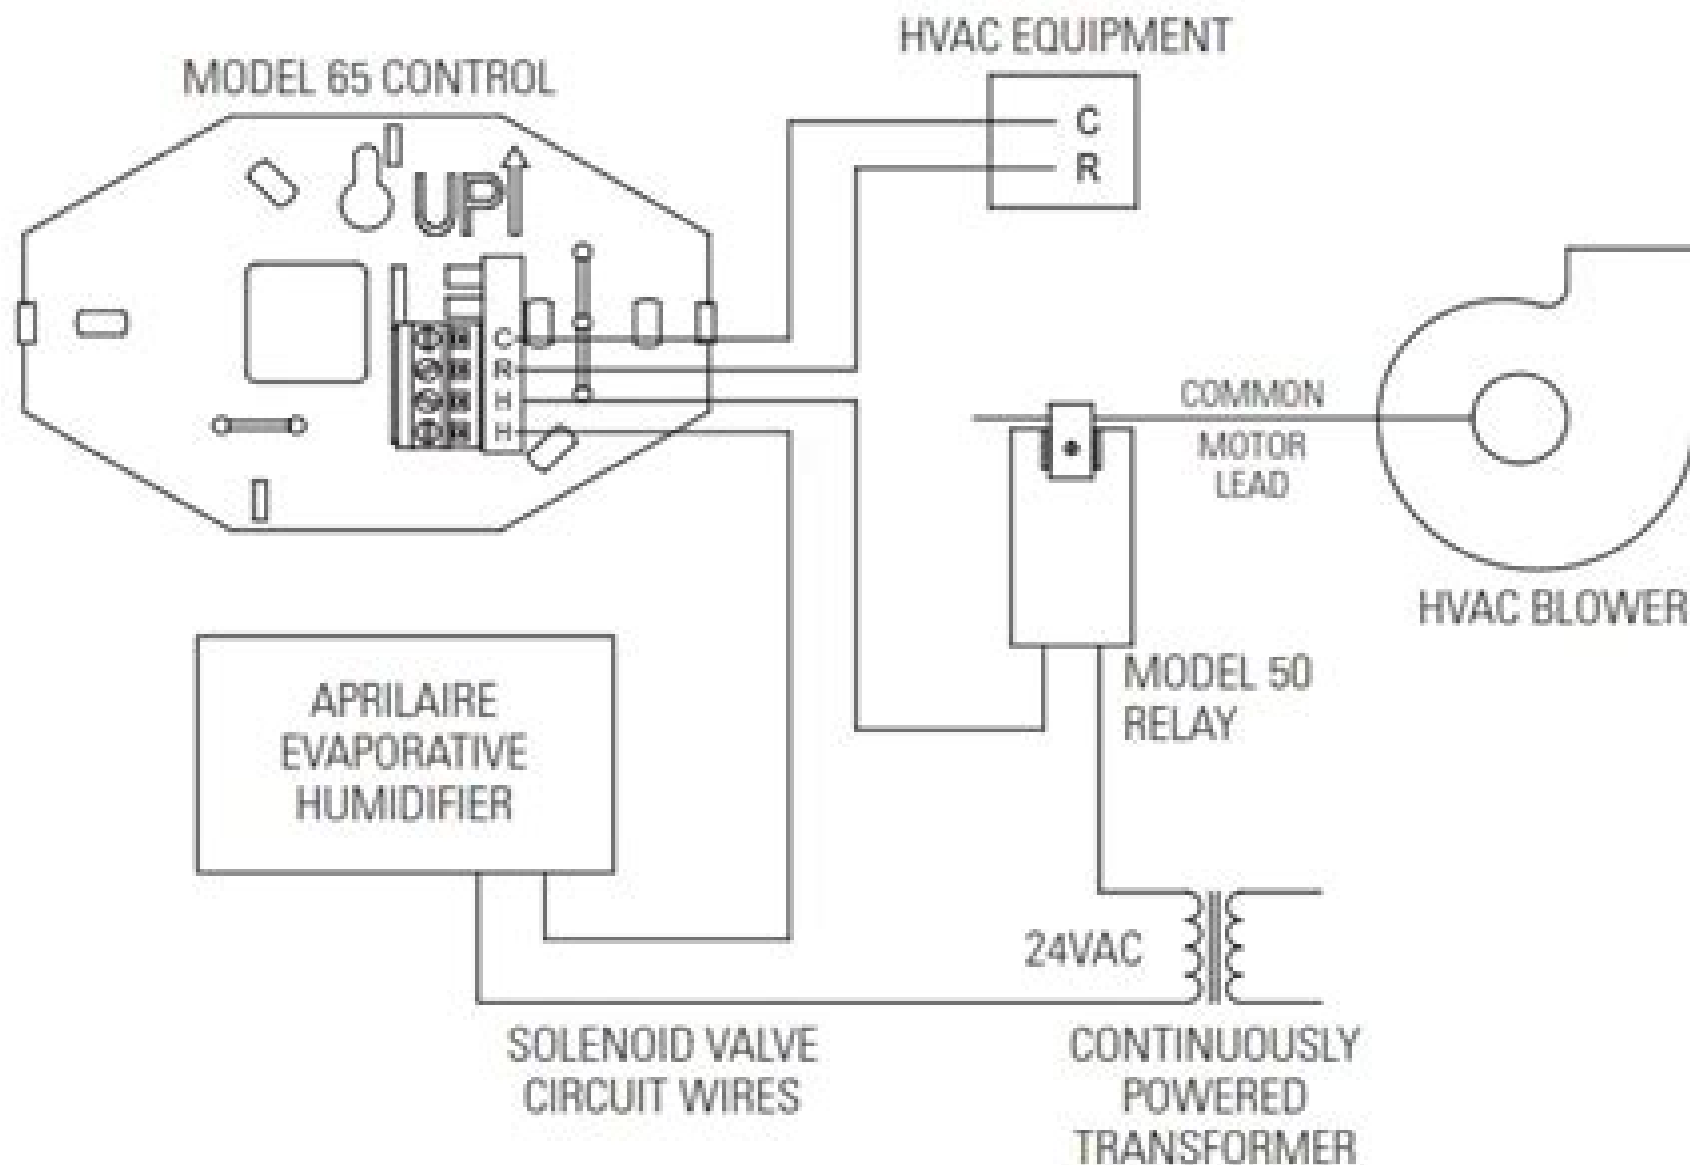 HVAC EQUIPMENT
MODEL 65 CONTROL
C
R
UP
C
R
H
H
COMMON
MOTOR
LEAD
HVAC BLOWER
MODEL 50
RELAY
APRILAIRE
EVAPORATIVE
HUMIDIFIER
24VAC
SOLENOID VALVE
CIRCUIT WIRES
CONTINUOUSLY
POWERED
TRANSFORMER